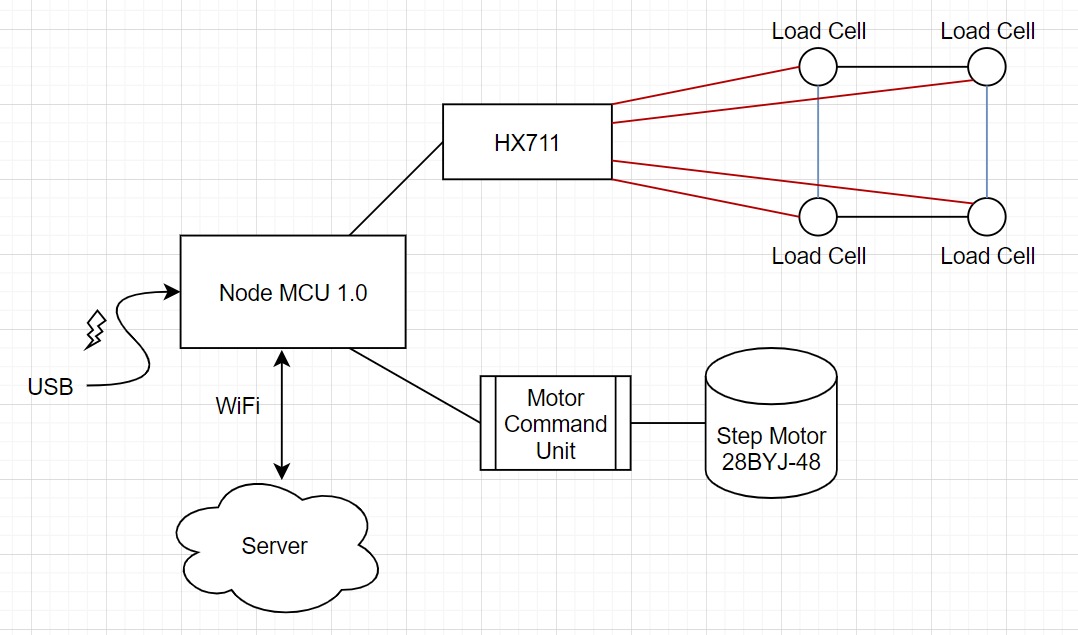 Load Cell
Load Cell
HX711
Load Cell
Load Cell
Node MCU 1.0
USB
WiFi
Motor
Command
Unit
Step Motor
28BYJ-48
Server